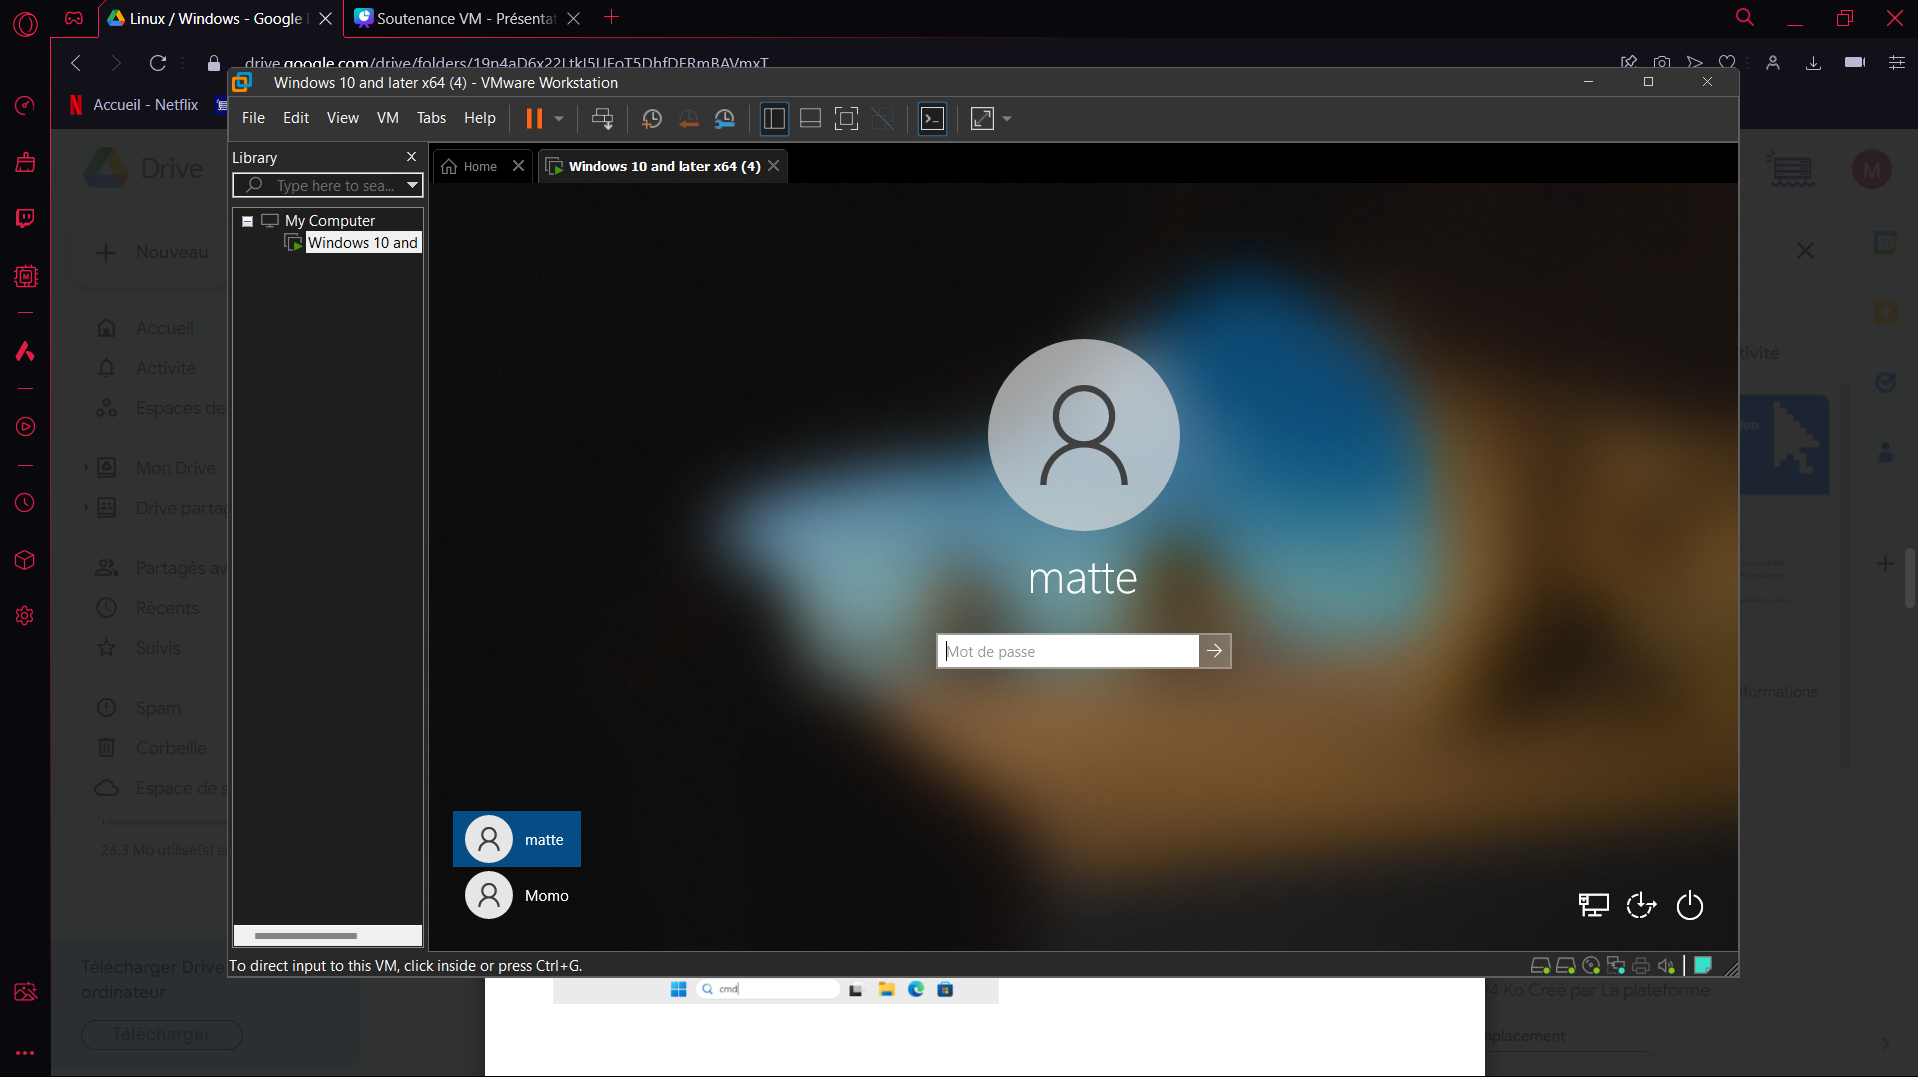 Linux / Windows - Google
Soutenance VM - Présentat
drive.google.com/drive/folders/
Accueil - Netflix
Windows 10 and later x64 (4) - VMware Workstation
File Edit View VM Tabs Help
Library
Type here to sea...
Home
Windows 10 and later x64 (4)
My Computer
Windows 10 and
Drive
Nouveau
Accueil
Activité
Espaces de
Mon Drive
Drive partag
Partagés av
Récents
Suivis
Spam
Corbeille
Espace de s
26,3 Mo utilisé(s) s
Télécharger Drive
ordinateur
Télécharger
matte
Mot de passe
matte
Momo
To direct input to this VM, click inside or press Ctrl+G.
cmd
M
tivité
ion
formations
Ko Créé par La plateforme
mplacement